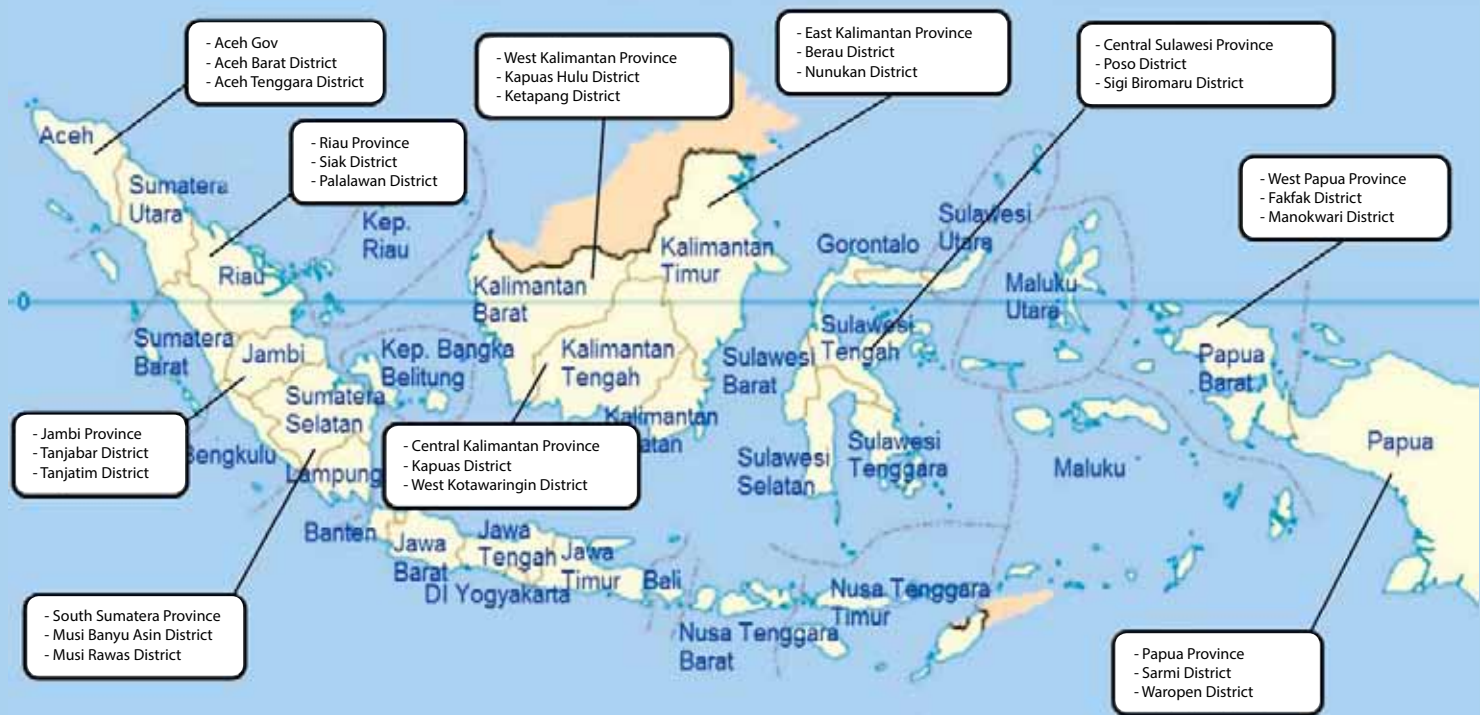 - Aceh Gov
- Aceh Barat District
- Aceh Tenggara District
- West Kalimantan Province
- Kapuas Hulu District
- Ketapang District
- East Kalimantan Province
- Berau District
- Nunukan District
- Central Sulawesi Province
- Poso District
- Sigi Biromaru District
- Riau Province
- Siak District
- Palalawan District
- West Papua Province
- Fakfak District
- Manokwari District
Aceh
Sumatera
Utara
Kep.
Riau
Riau
Kalimantan
Barat
Kalimantan
Timur
Gorontalo
Sulawesi
Utara
Maluku
Utara
0
Sumatera
Barat
Jambi
Kep. Bangka
Belitung
Kalimantan
Tengah
Sulawesi
Barat
Sulawesi
Tengah
Papua
Barat
Sumatera
Selatan
Kalimantan
atan
Sulawesi
Selatan
Sulawesi
Tenggara
Maluku
Papua
- Jambi Province
- Tanjabar District
- Tanjatim District
Bengkulu
Lampung
- Central Kalimantan Province
- Kapuas District
- West Kotawaringin District
Banten
Jawa
Barat
Jawa
Tengah
DI Yogyakarta
Jawa
Timur
Bali
Nusa Tenggara
Barat
Nusa Tenggara
Timur
- South Sumatera Province
- Musi Banyu Asin District
- Musi Rawas District
- Papua Province
- Sarmi District
- Waropen District